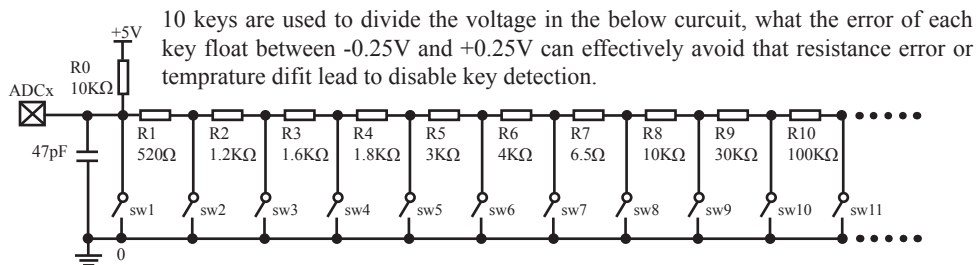 10 keys are used to divide the voltage in the below curcuit, what the error of each
key float between -0.25V and +0.25V can effectively avoid that resistance error or
temprature difit lead to disable key detection.
+5V
R0
10KΩ
ADCx
R1 R2 R3 R4 R5 R6 R7 R8 R9 R10
520Ω 1.2KΩ 1.6KΩ 1.8KΩ 3KΩ 4KΩ 6.5Ω 10KΩ 30KΩ 100KΩ
47pF
sw1 sw2 sw3 sw4 sw5 sw6 sw7 sw8 sw9 sw10 sw11
0